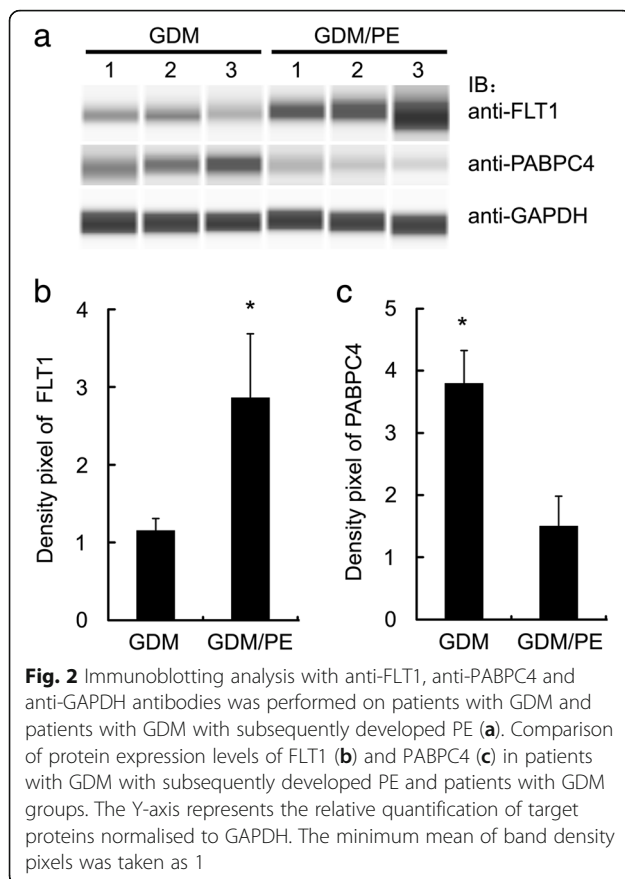 a
GDM GDM/PE
1 2 3 1 2 3
IB:
anti-FLT1
anti-PABPC4
anti-GAPDH
b
Density pixel of FLT1
4
3
2
1
0
*
GDM GDM/PE
c
Density pixel of PABPC4
5
4
3
2
1
0
*
GDM GDM/PE
Fig. 2 Immunoblotting analysis with anti-FLT1, anti-PABPC4 and
anti-GAPDH antibodies was performed on patients with GDM and
patients with GDM with subsequently developed PE (a). Comparison
of protein expression levels of FLT1 (b) and PABPC4 (c) in patients
with GDM with subsequently developed PE and patients with GDM
groups. The Y-axis represents the relative quantification of target
proteins normalised to GAPDH. The minimum mean of band density
pixels was taken as 1